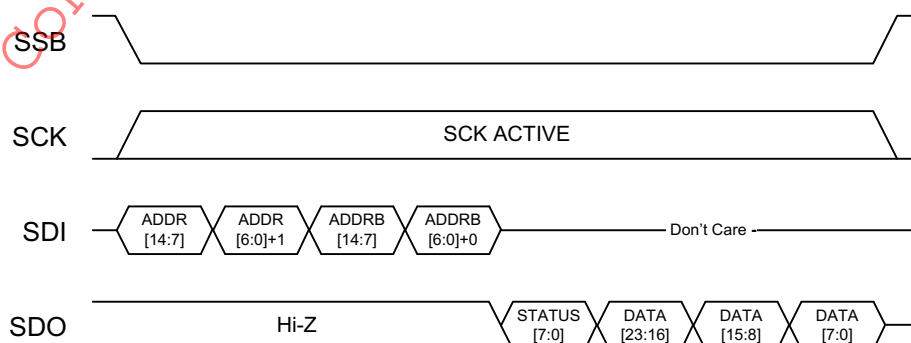 SSB
SCK
SCK ACTIVE
SDI
ADDR
[14:7]
ADDR
[6:0]+1
ADDRB
[14:7]
ADDRB
[6:0]+0
Don't Care -
SDO
Hi-Z
STATUS
[7:0]
DATA
[23:16]
DATA
[15:8]
DATA
[7:0]